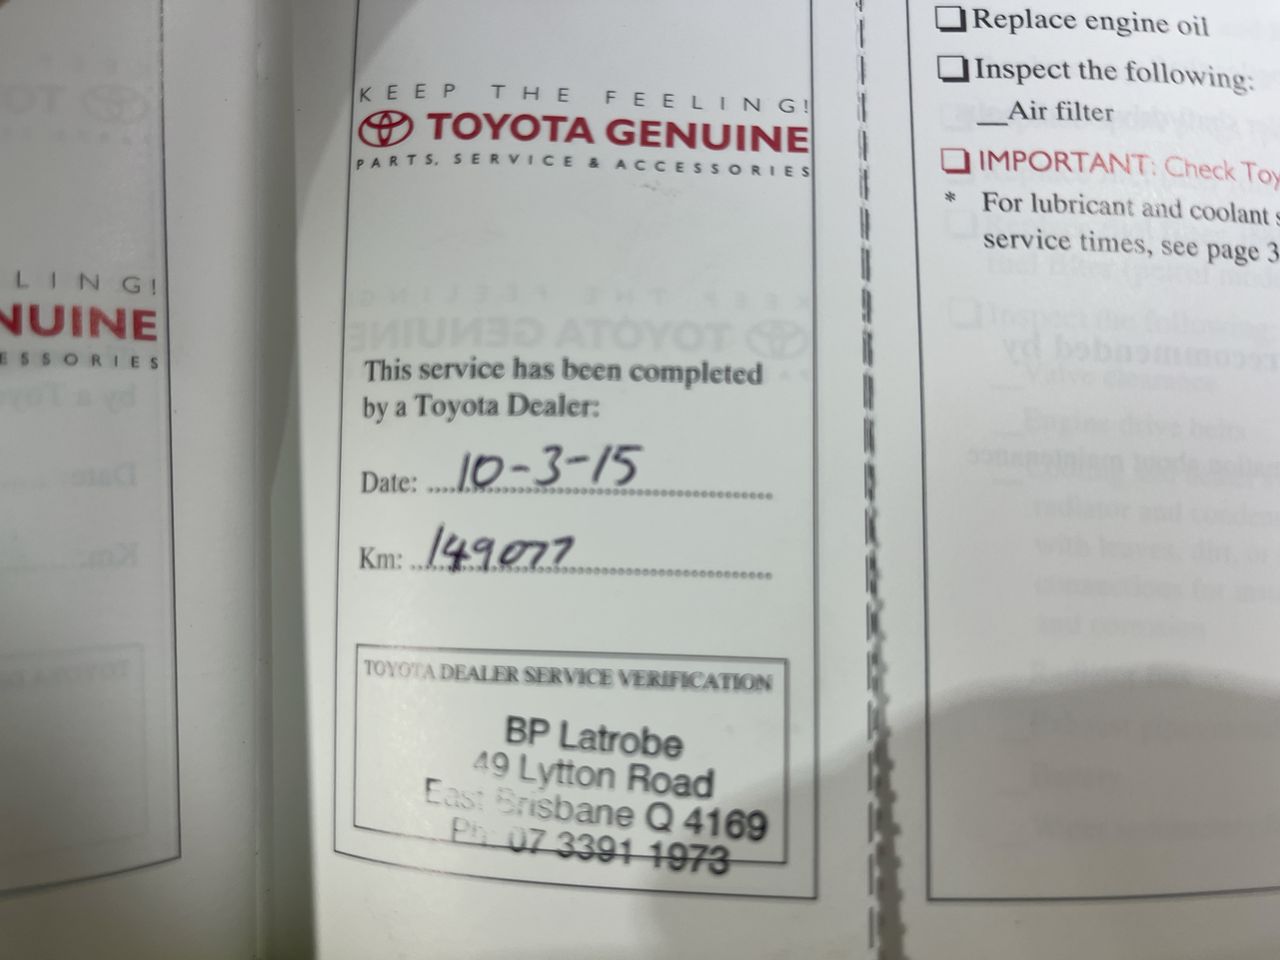 L I N G!
NUINE
ESSORIES
KEEP THE FEELING!
TOYOTA GENUINE
PARTS, SERVICE & ACCESSORIES
This service has been completed
by a Toyota Dealer:
Date: 10-3-15
Km: 149077
TOYOTA DEALER SERVICE VERIFICATION
BP Latrobe
49 Lytton Road
East Brisbane Q 4169
Ph: 07 3391 1973
Replace engine oil
Inspect the following:
__Air filter
IMPORTANT: Check Toy
* For lubricant and coolant s
service times, see page 3